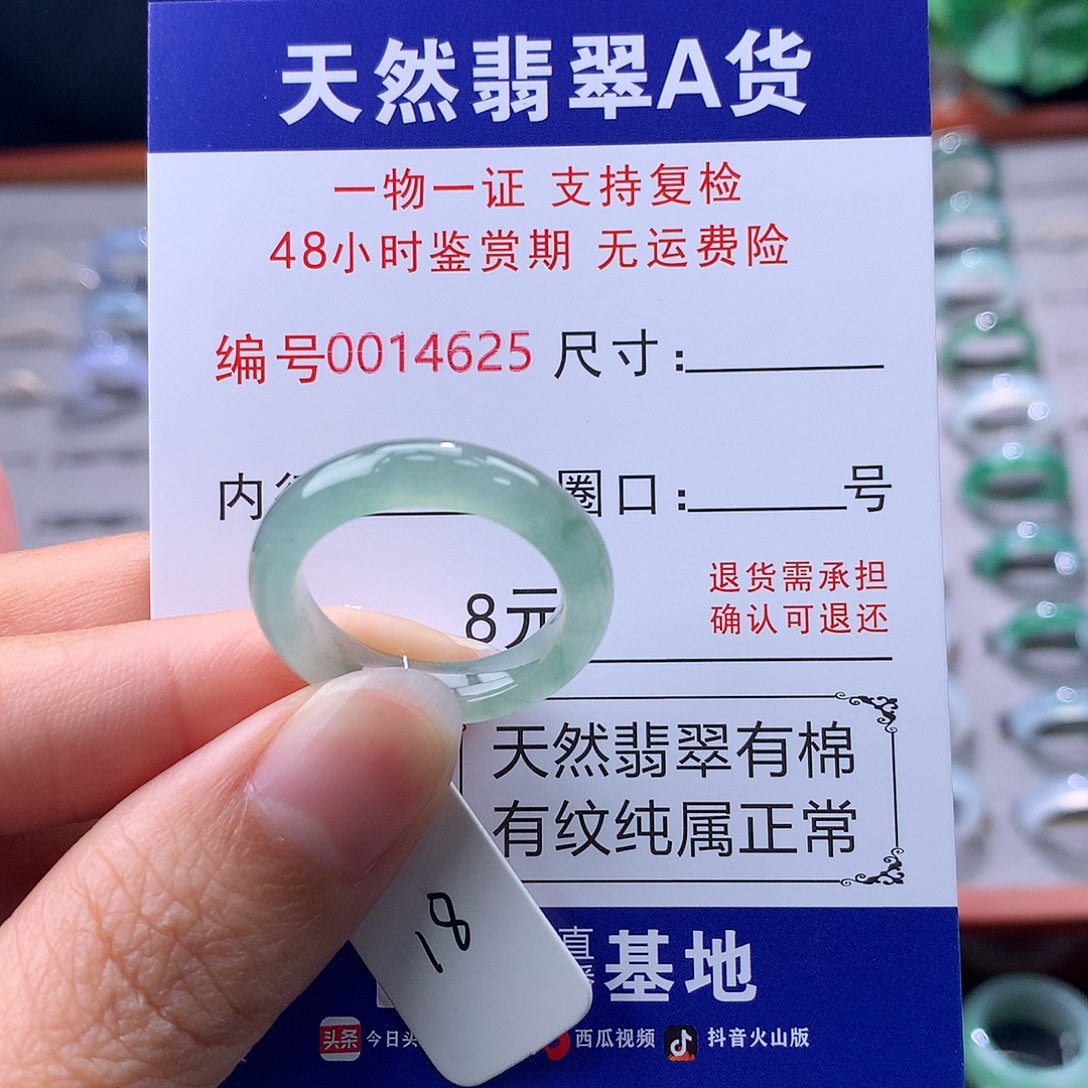 天然翡翠A货
一物一证 支持复检
48小时鉴赏期 无运费险
编号0014625 尺寸:
内 圈口: 号
退货需承担
8元
确认可退还
天然翡翠有棉
有纹纯属正常
18
基地
头条 今日头 西瓜视频 抖音火山版